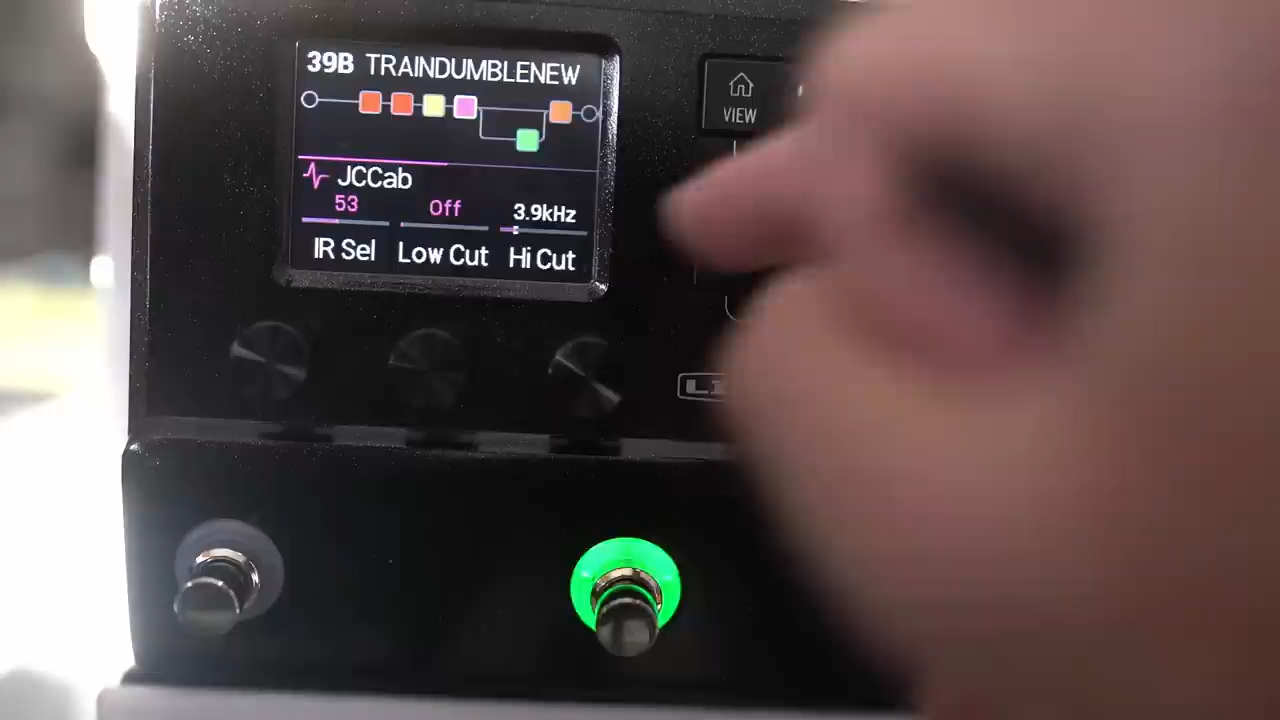 39B TRAINDUMBLENEW
VIEW
JCCab
53 Off 3.9kHz
IR Sel Low Cut Hi Cut